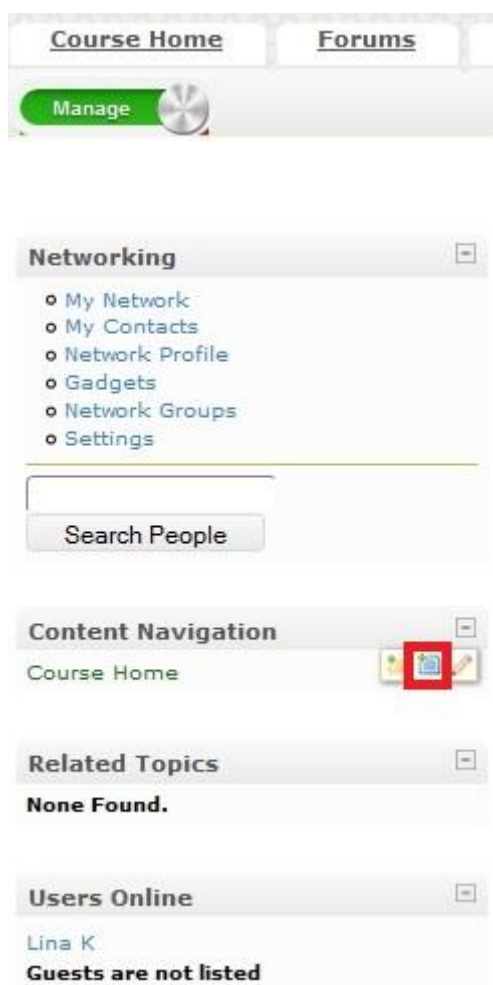 Course Home Forums
Manage
Networking
My Network
My Contacts
Network Profile
Gadgets
Network Groups
Settings
Search People
Content Navigation
Course Home
Related Topics
None Found.
Users Online
Lina K
Guests are not listed